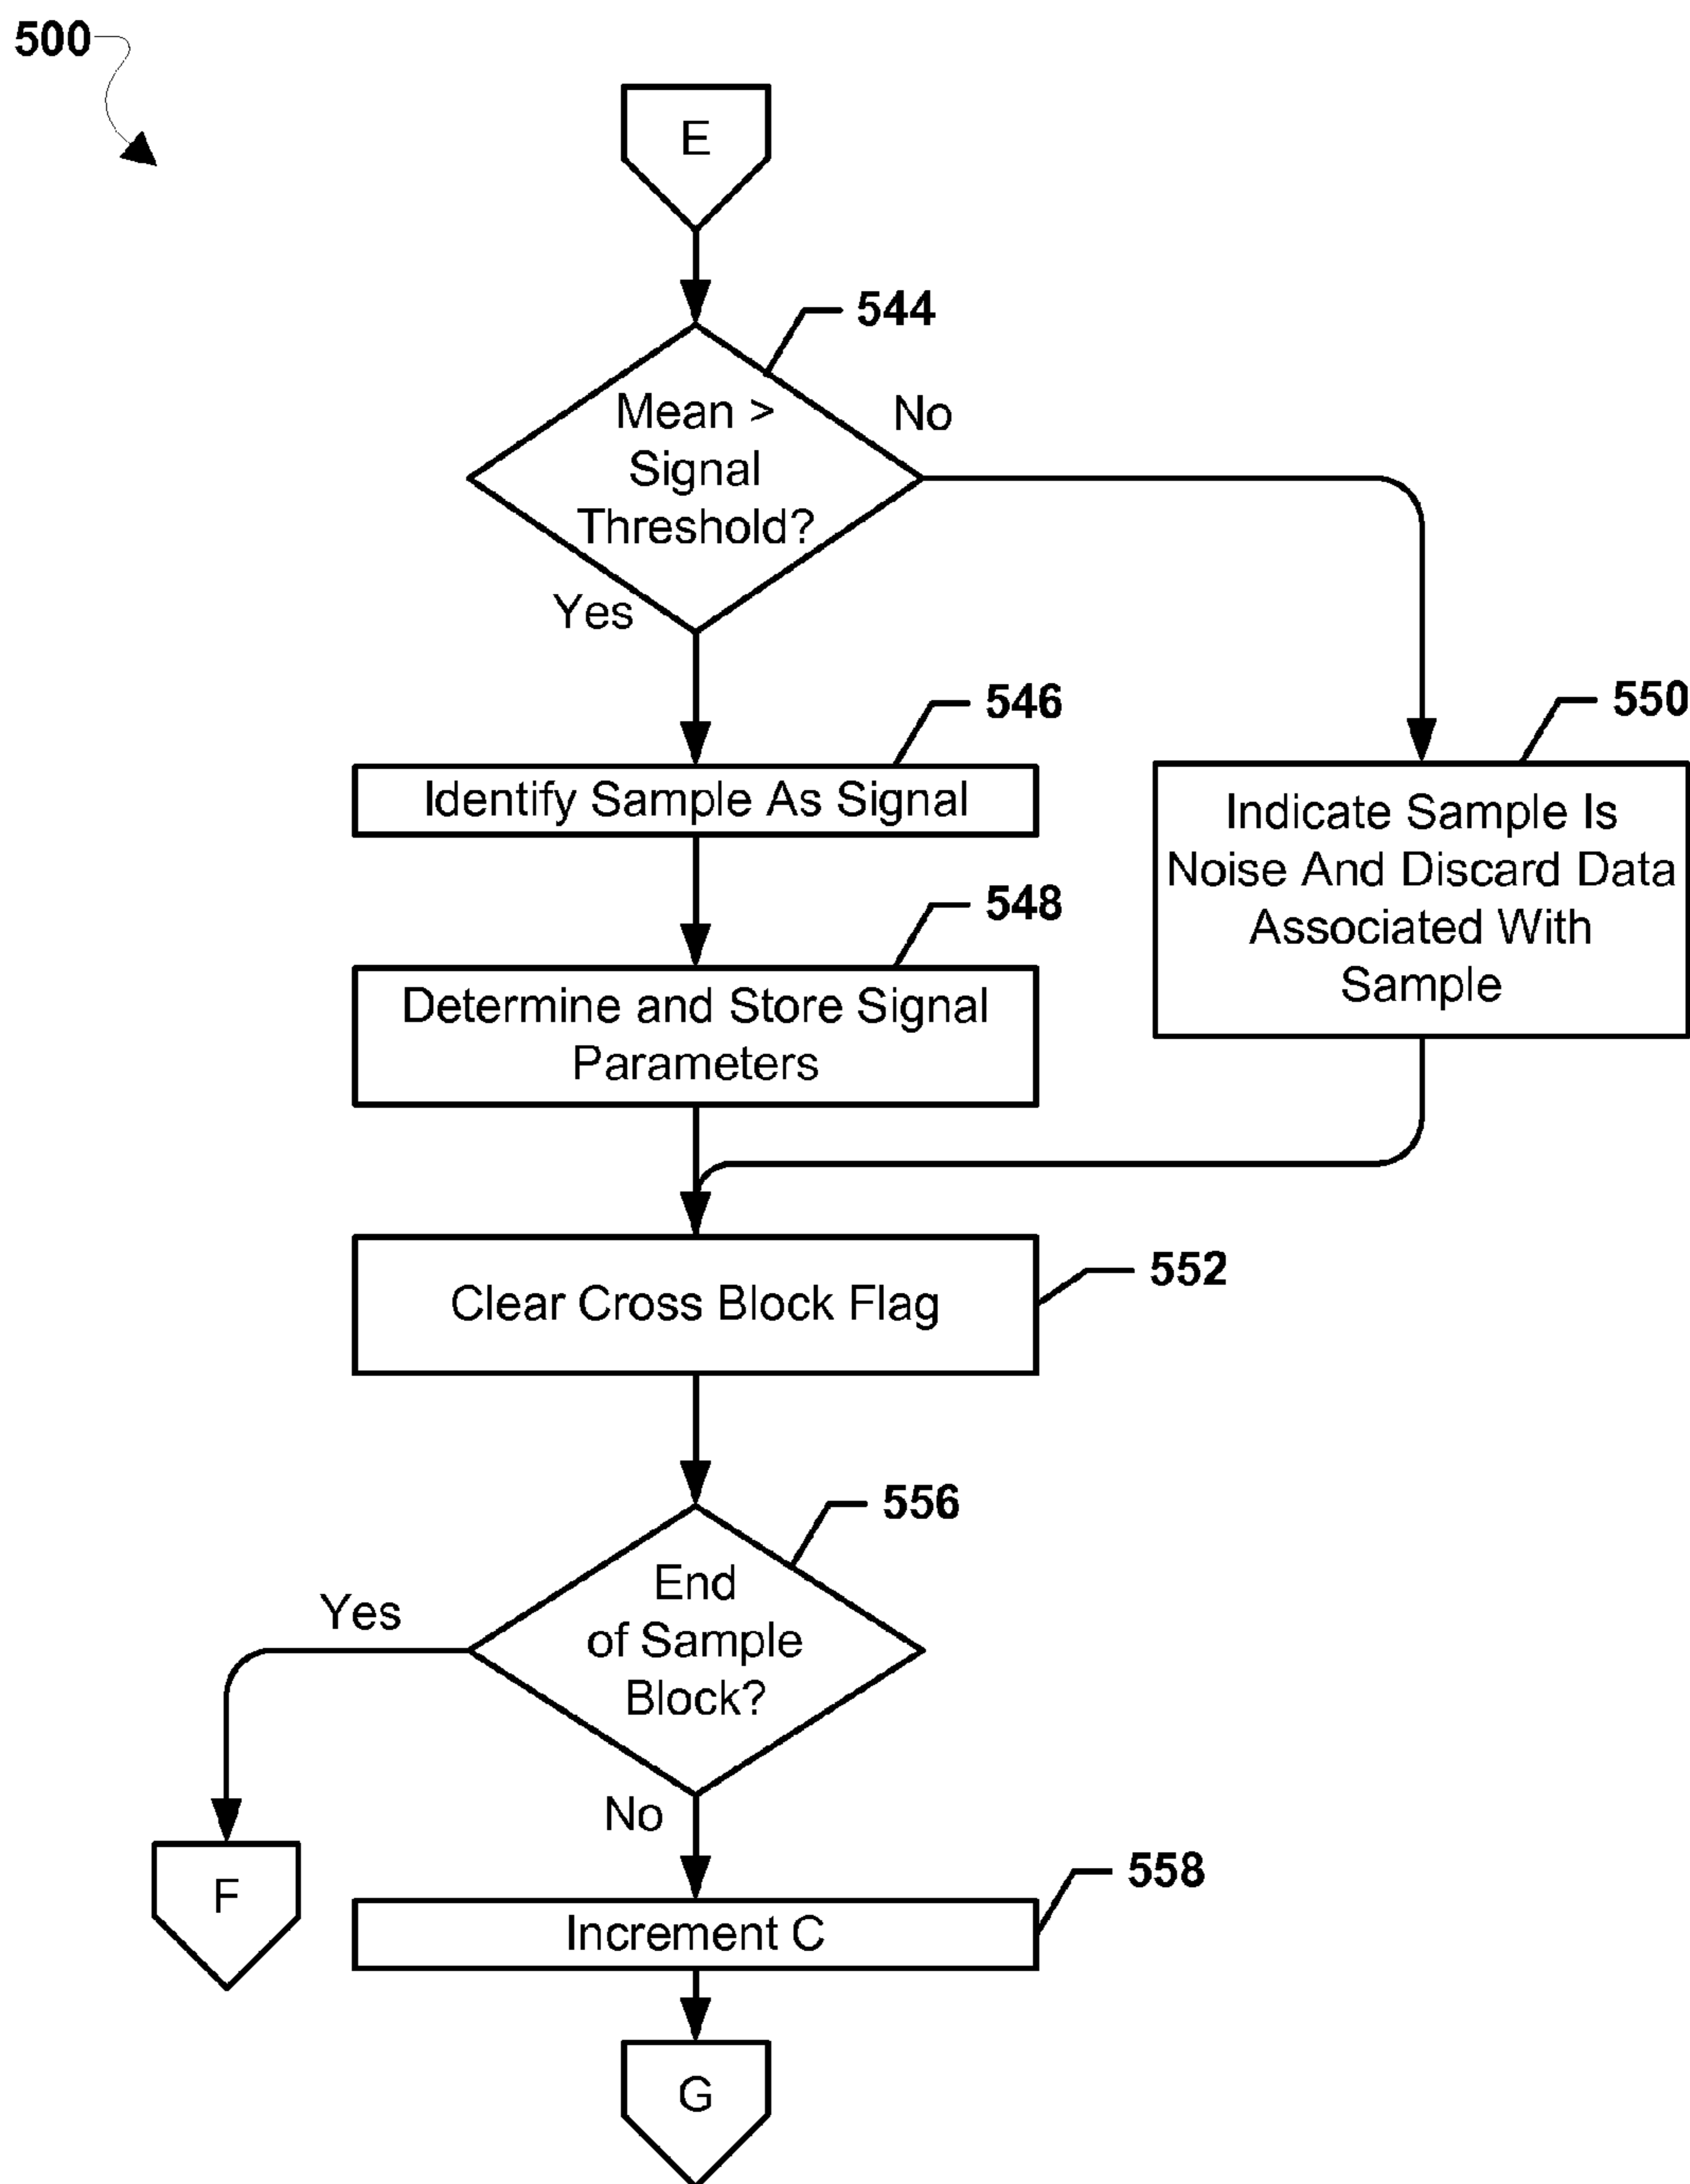 500
E
544
Mean >
Signal
Threshold?
No
Yes
546
Identify Sample As Signal
550
Indicate Sample Is
Noise And Discard Data
Associated With
Sample
548
Determine and Store Signal
Parameters
552
Clear Cross Block Flag
556
End
of Sample
Block?
Yes
No
F
558
Increment C
G